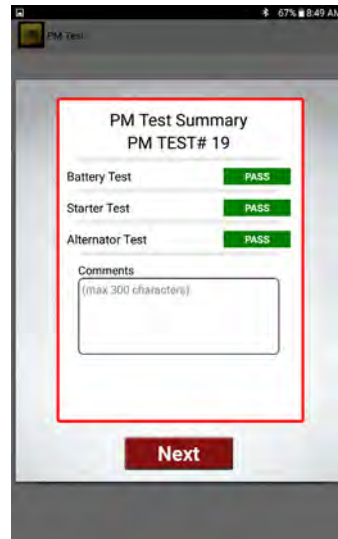 67% 8:49 AM
PM Test
PM Test Summary
PM TEST# 19
Battery Test PASS
Starter Test PASS
Alternator Test PASS
Comments
(max 300 characters)
Next